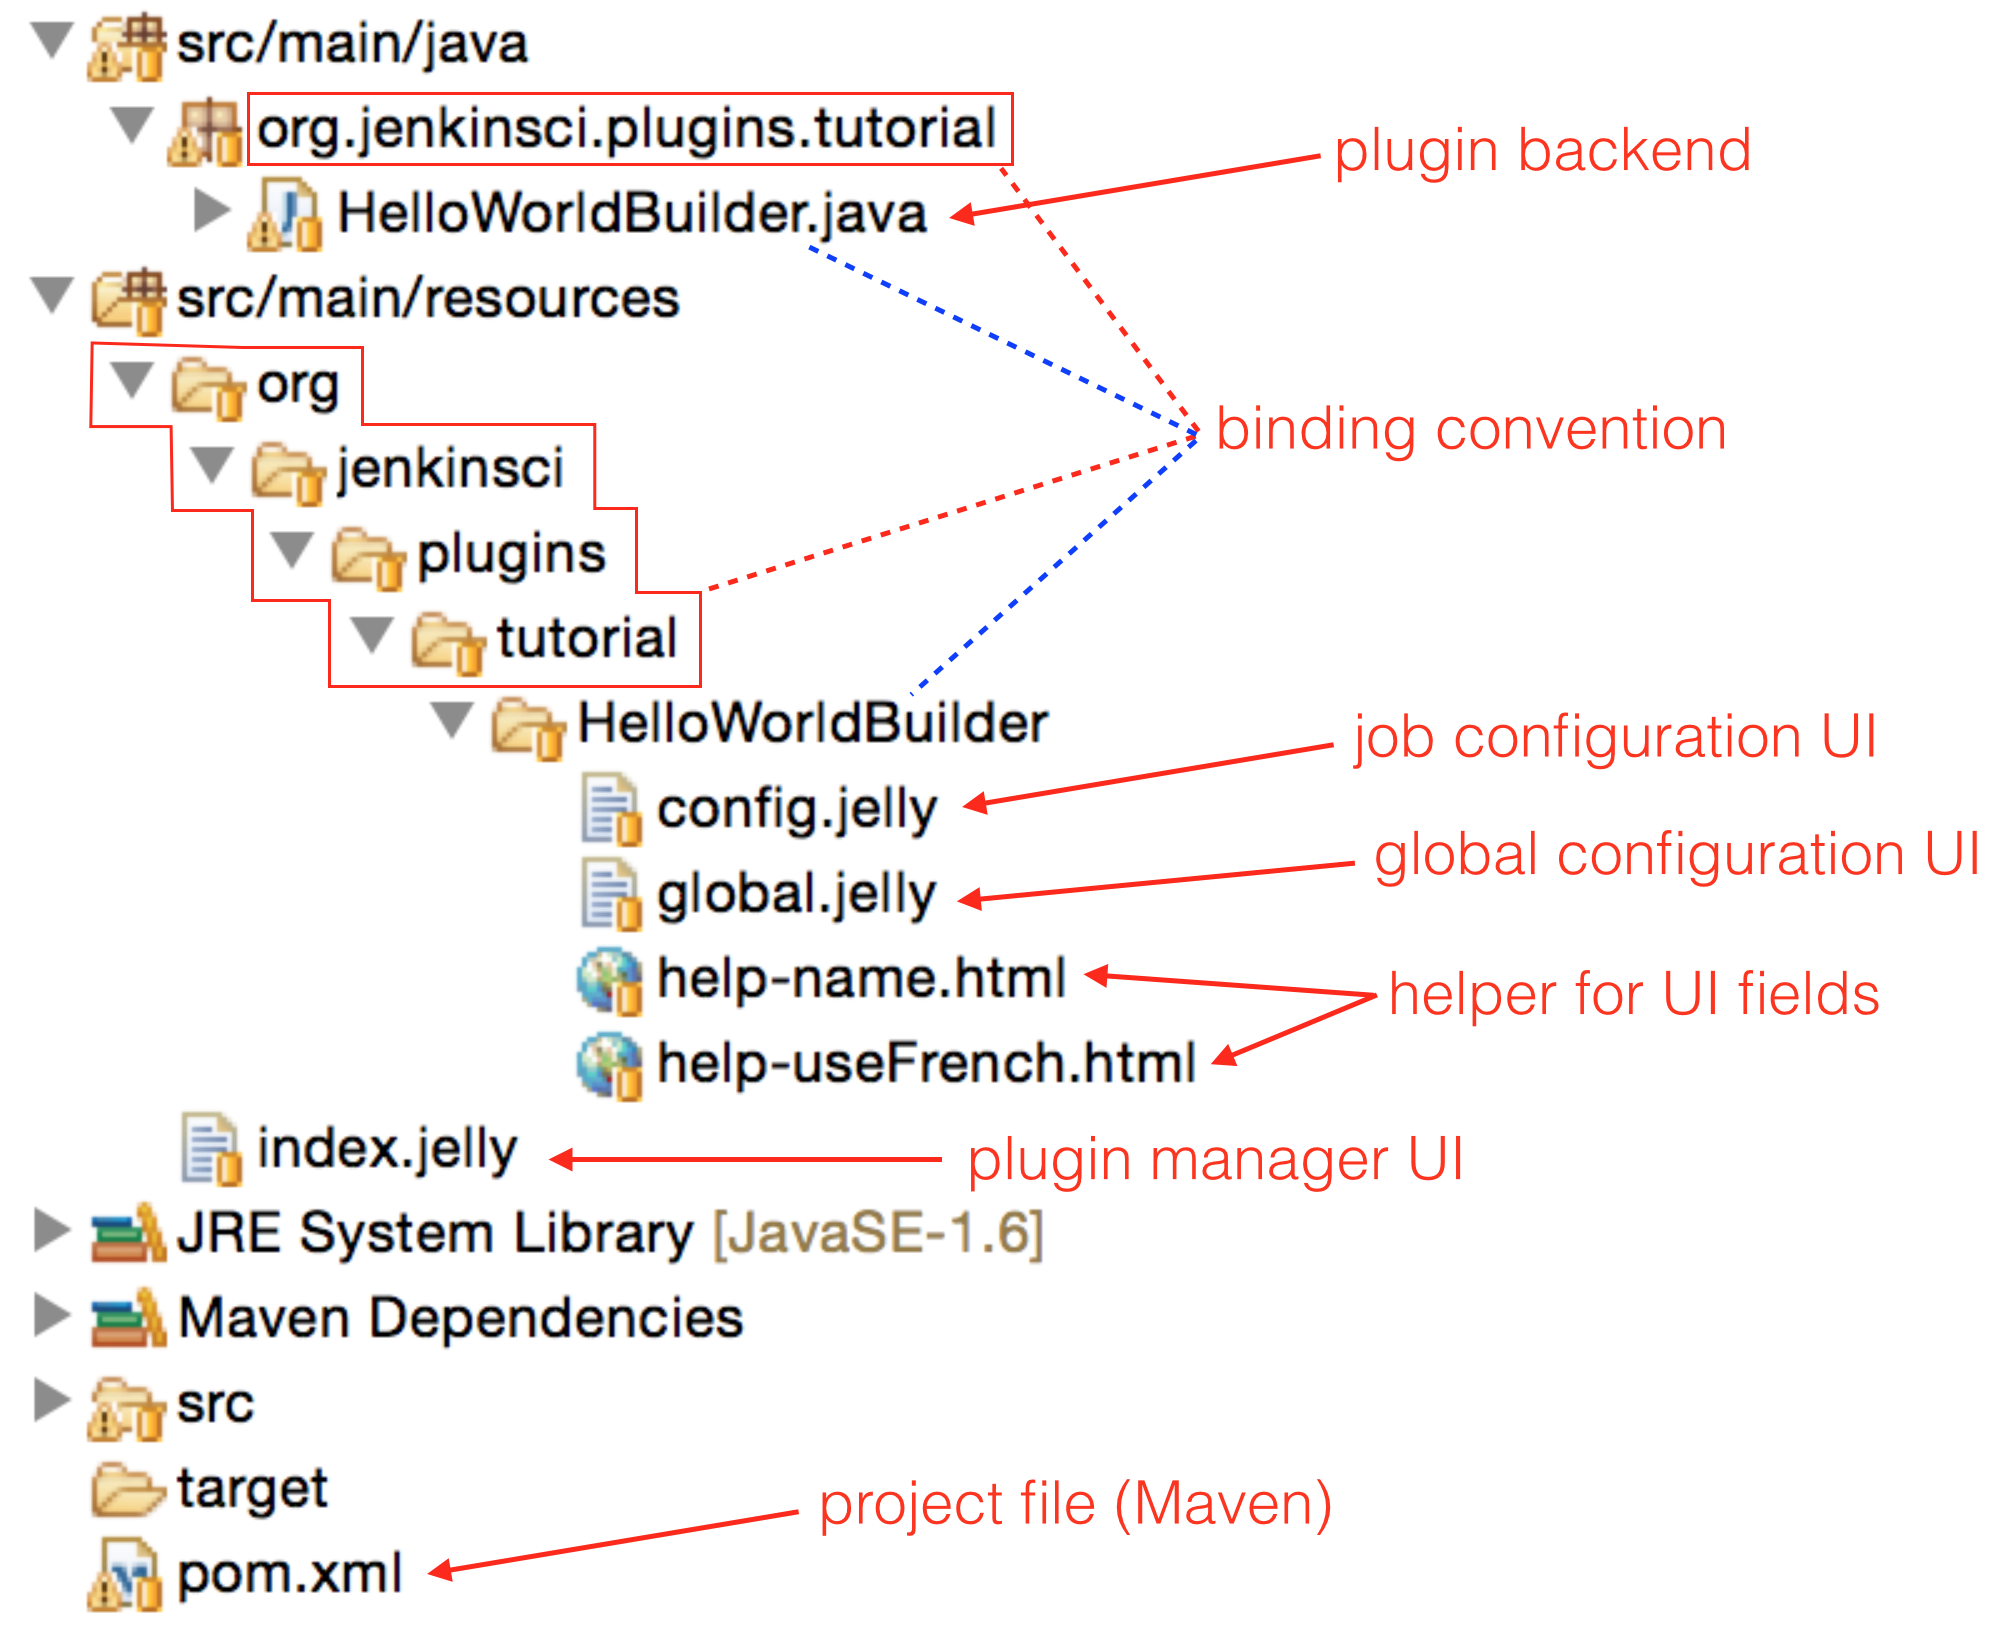 src/main/java
org.jenkinsci.plugins.tutorial
plugin backend
HelloWorldBuilder.java
src/main/resources
org
binding convention
jenkinsci
plugins
tutorial
HelloWorldBuilder
job configuration UI
config.jelly
global configuration UI
global.jelly
help-name.html
helper for UI fields
help-useFrench.html
index.jelly
plugin manager UI
JRE System Library [JavaSE-1.6]
Maven Dependencies
src
target
project file (Maven)
pom.xml